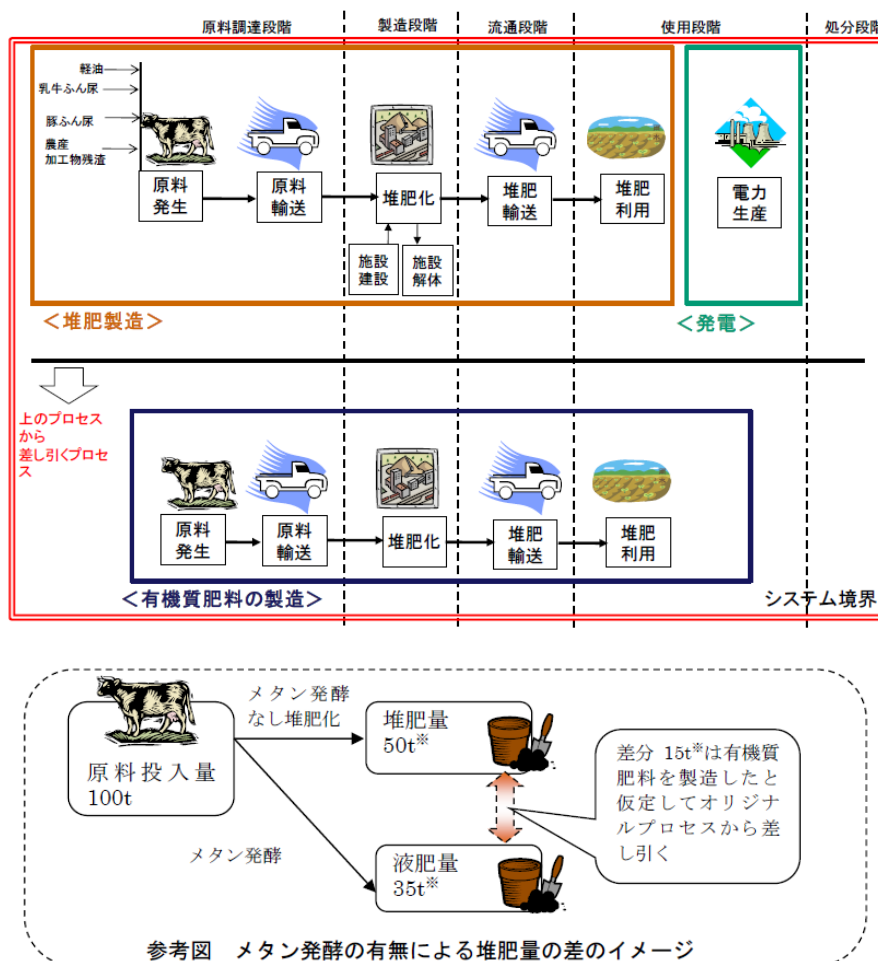 原料調達段階
製造段階
流通段階
使用段階
処分段階
軽油
乳牛ふん尿
豚ふん尿
農産
加工物残渣
原料
発生
原料
輸送
堆肥化
堆肥
輸送
堆肥
利用
電力
生産
施設
建設
施設
解体
＜堆肥製造＞
＜発電＞
上のプロセス
から
差し引くプロセ
ス
原料
発生
原料
輸送
堆肥化
堆肥
輸送
堆肥
利用
＜有機質肥料の製造＞
システム境界
メタン発酵
なし堆肥化
堆肥量
50t※
原料投入量
100t
差分 15t※は有機質
肥料を製造したと
仮定してオリジナ
ルプロセスから差
し引く
メタン発酵
液肥量
35t※
参考図　メタン発酵の有無による堆肥量の差のイメージ